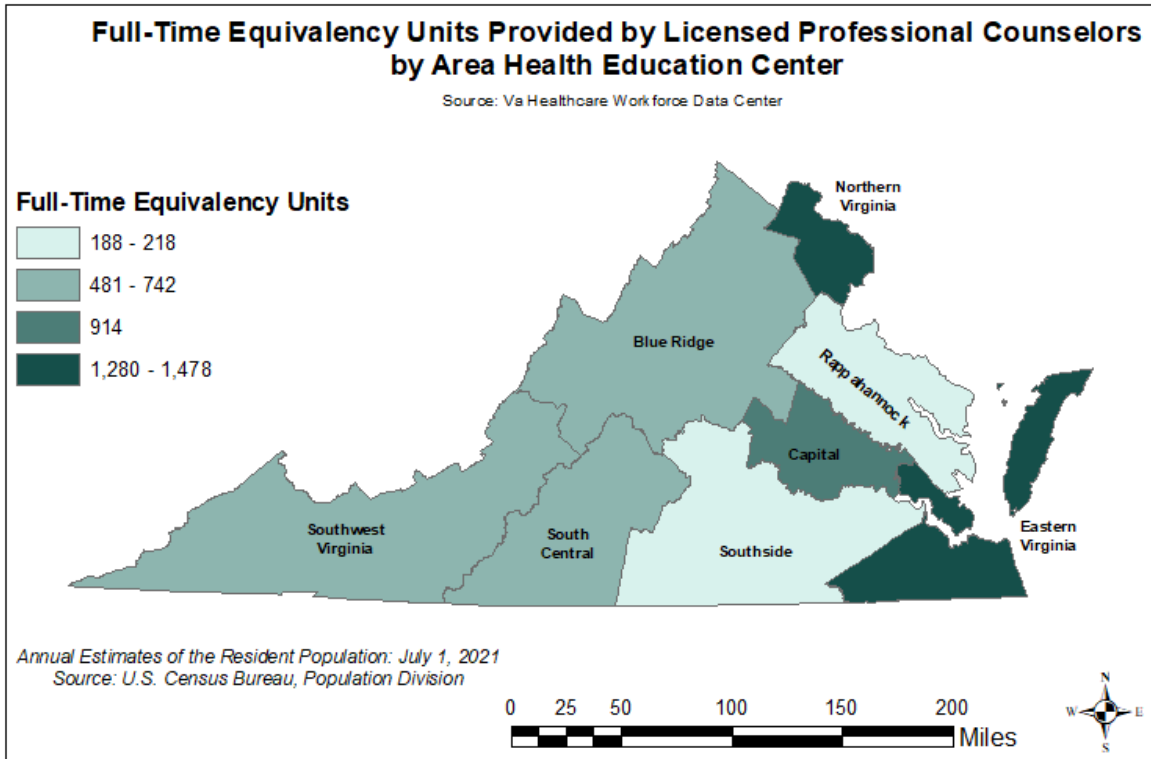 Full-Time Equivalency Units Provided by Licensed Professional Counselors
by Area Health Education Center
Source: Va Healthcare Workforce Data Center
Full-Time Equivalency Units
188 - 218
481 - 742
914
1,280 - 1,478
Northern
Virginia
Blue Ridge
Rappahannock
Capital
Southwest
Virginia
South
Central
Southside
Eastern
Virginia
Annual Estimates of the Resident Population: July 1, 2021
Source: U.S. Census Bureau, Population Division
0 25 50 100 150 200
Miles
N
W E
S